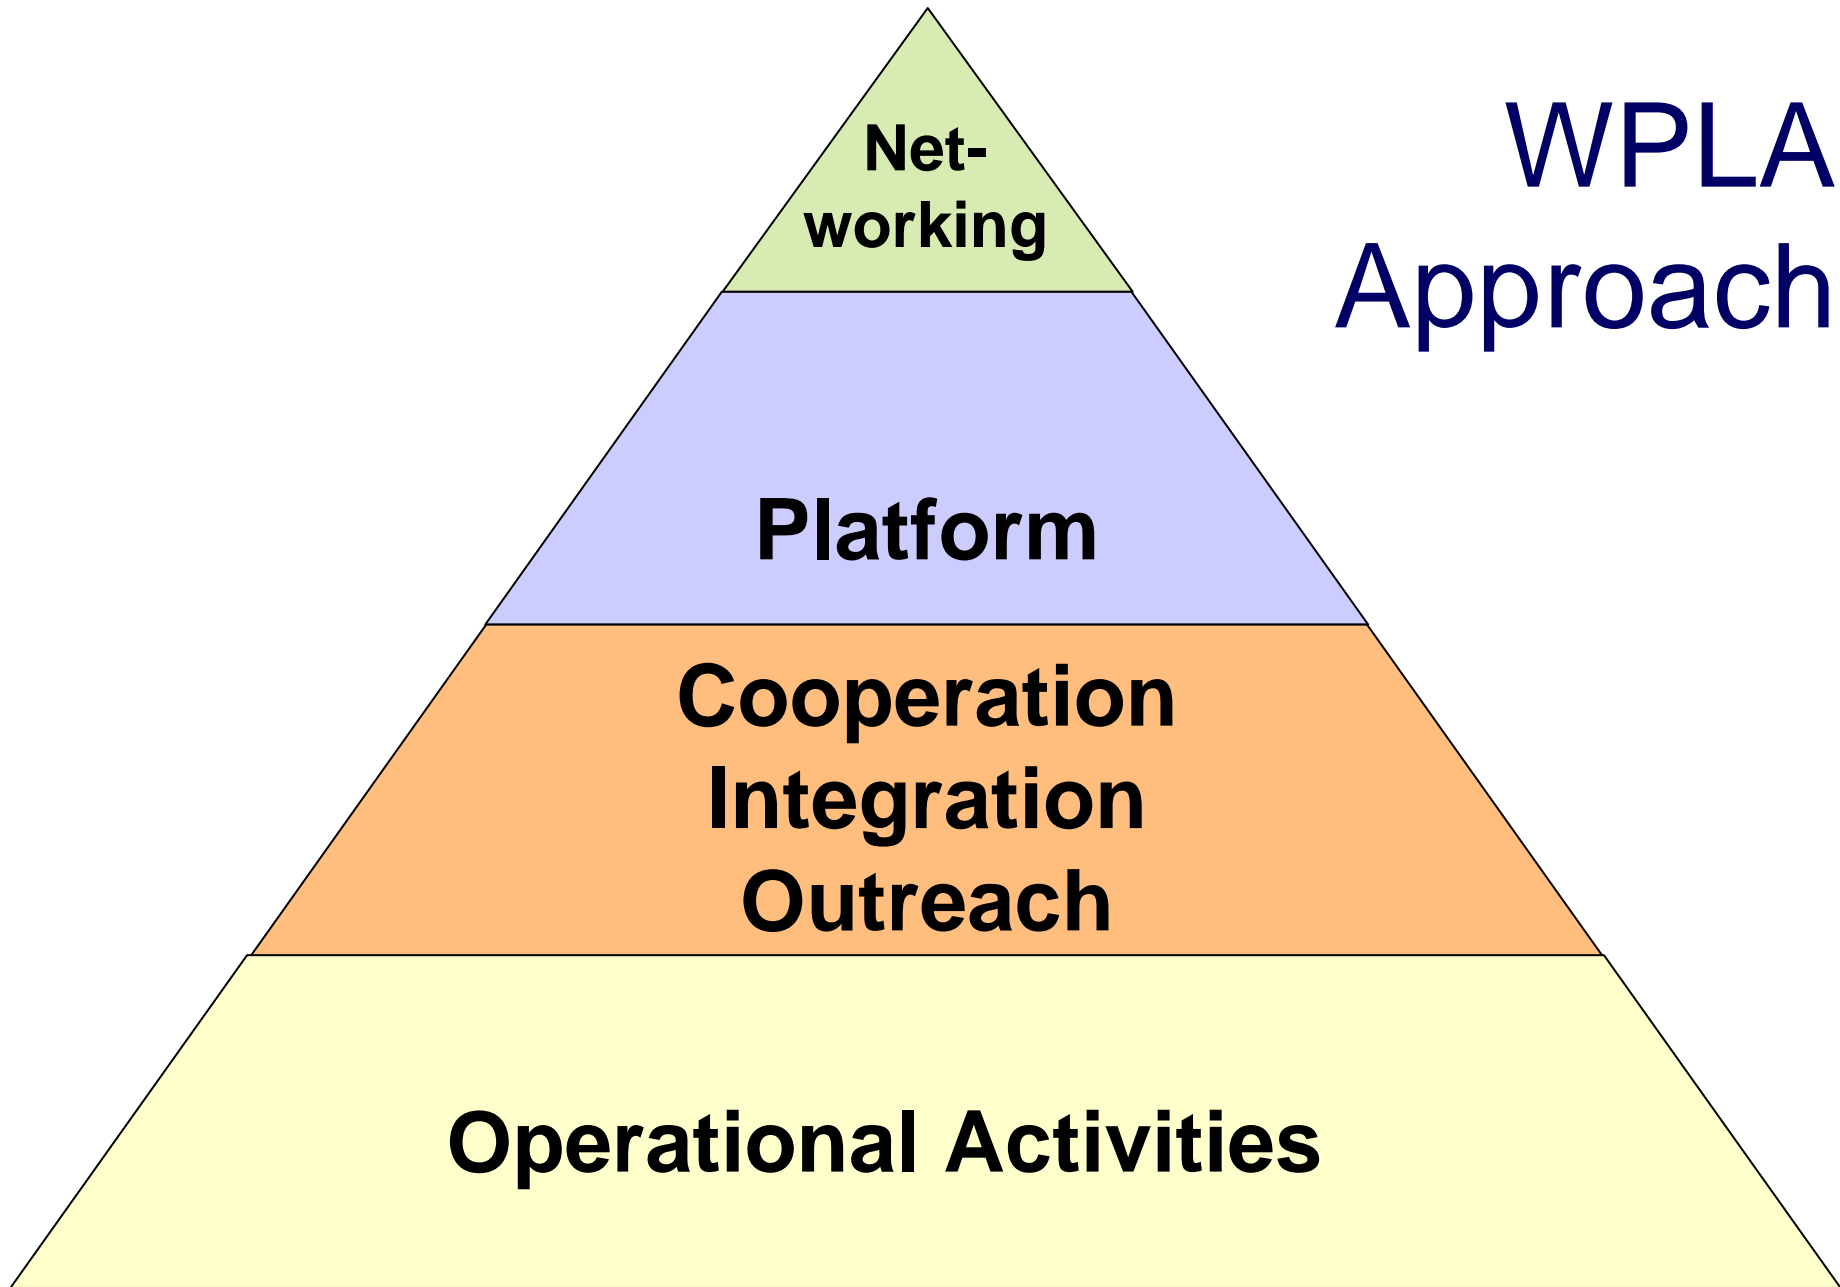 WPLA
Approach
Net-
working
Platform
Cooperation
Integration
Outreach
Operational Activities